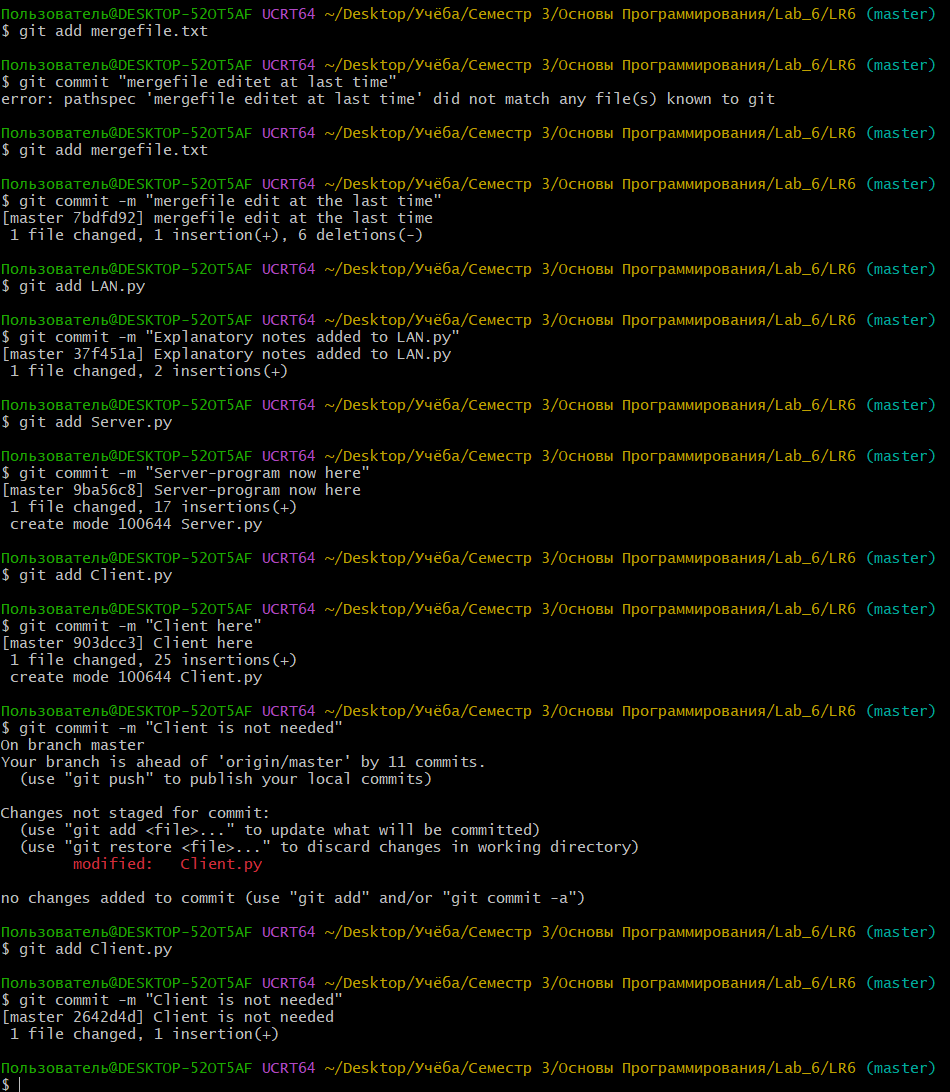 Пользователь@DESKTOP-52OT5AF UCRT64 ~/Desktop/Учёба/Семестр 3/Основы Программирования/Lab_6/LR6 (master)
$ git add mergefile.txt
Пользователь@DESKTOP-52OT5AF UCRT64 ~/Desktop/Учёба/Семестр 3/Основы Программирования/Lab_6/LR6 (master)
$ git commit "mergefile editet at last time"
error: pathspec 'mergefile editet at last time' did not match any file(s) known to git
Пользователь@DESKTOP-52OT5AF UCRT64 ~/Desktop/Учёба/Семестр 3/Основы Программирования/Lab_6/LR6 (master)
$ git add mergefile.txt
Пользователь@DESKTOP-52OT5AF UCRT64 ~/Desktop/Учёба/Семестр 3/Основы Программирования/Lab_6/LR6 (master)
$ git commit -m "mergefile edit at the last time"
[master 7bdfd92] mergefile edit at the last time
 1 file changed, 1 insertion(+), 6 deletions(-)
Пользователь@DESKTOP-52OT5AF UCRT64 ~/Desktop/Учёба/Семестр 3/Основы Программирования/Lab_6/LR6 (master)
$ git add LAN.py
Пользователь@DESKTOP-52OT5AF UCRT64 ~/Desktop/Учёба/Семестр 3/Основы Программирования/Lab_6/LR6 (master)
$ git commit -m "Explanatory notes added to LAN.py"
[master 37f451a] Explanatory notes added to LAN.py
 1 file changed, 2 insertions(+)
Пользователь@DESKTOP-52OT5AF UCRT64 ~/Desktop/Учёба/Семестр 3/Основы Программирования/Lab_6/LR6 (master)
$ git add Server.py
Пользователь@DESKTOP-52OT5AF UCRT64 ~/Desktop/Учёба/Семестр 3/Основы Программирования/Lab_6/LR6 (master)
$ git commit -m "Server-program now here"
[master 9ba56c8] Server-program now here
 1 file changed, 17 insertions(+)
 create mode 100644 Server.py
Пользователь@DESKTOP-52OT5AF UCRT64 ~/Desktop/Учёба/Семестр 3/Основы Программирования/Lab_6/LR6 (master)
$ git add Client.py
Пользователь@DESKTOP-52OT5AF UCRT64 ~/Desktop/Учёба/Семестр 3/Основы Программирования/Lab_6/LR6 (master)
$ git commit -m "Client here"
[master 903dcc3] Client here
 1 file changed, 25 insertions(+)
 create mode 100644 Client.py
Пользователь@DESKTOP-52OT5AF UCRT64 ~/Desktop/Учёба/Семестр 3/Основы Программирования/Lab_6/LR6 (master)
$ git commit -m "Client is not needed"
On branch master
Your branch is ahead of 'origin/master' by 11 commits.
  (use "git push" to publish your local commits)
Changes not staged for commit:
  (use "git add <file>..." to update what will be committed)
  (use "git restore <file>..." to discard changes in working directory)
        modified:   Client.py
no changes added to commit (use "git add" and/or "git commit -a")
Пользователь@DESKTOP-52OT5AF UCRT64 ~/Desktop/Учёба/Семестр 3/Основы Программирования/Lab_6/LR6 (master)
$ git add Client.py
Пользователь@DESKTOP-52OT5AF UCRT64 ~/Desktop/Учёба/Семестр 3/Основы Программирования/Lab_6/LR6 (master)
$ git commit -m "Client is not needed"
[master 2642d4d] Client is not needed
 1 file changed, 1 insertion(+)
Пользователь@DESKTOP-52OT5AF UCRT64 ~/Desktop/Учёба/Семестр 3/Основы Программирования/Lab_6/LR6 (master)
$